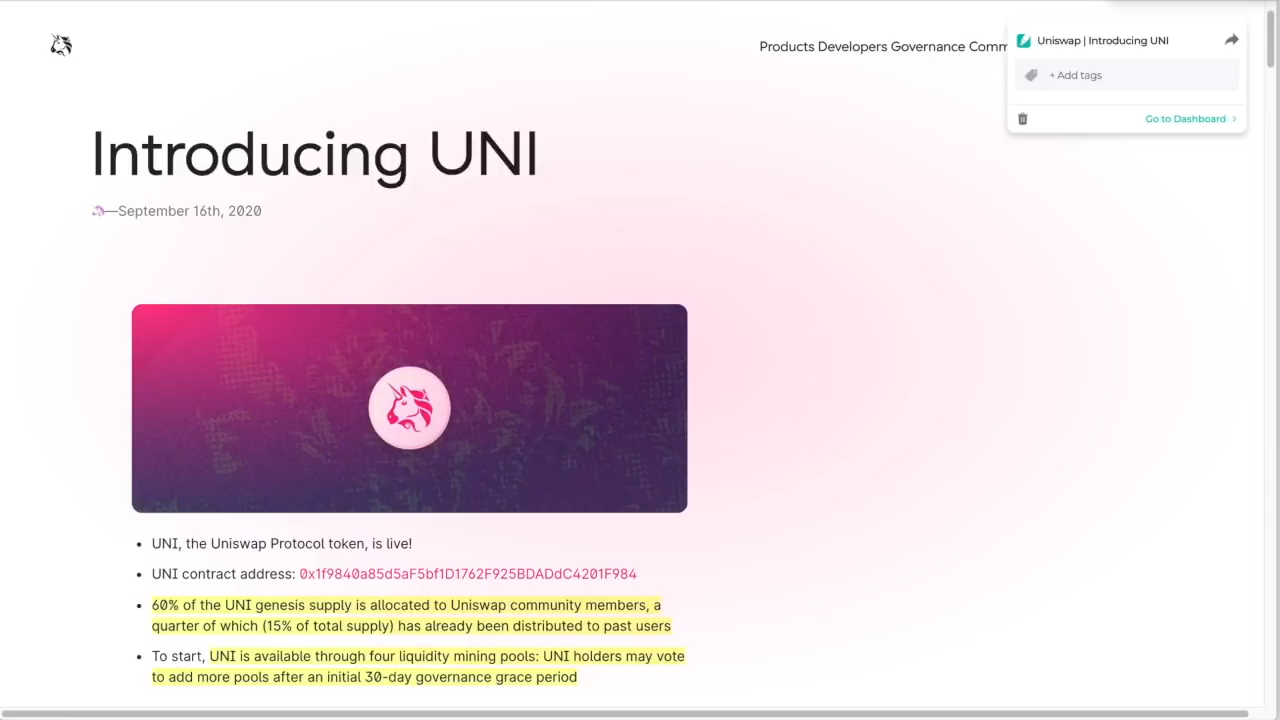 Products Developers Governance Comm
Uniswap | Introducing UNI
+ Add tags
Go to Dashboard
Introducing UNI
—September 16th, 2020
• UNI, the Uniswap Protocol token, is live!
• UNI contract address: 0x1f9840a85d5aF5bf1D1762F925BDADdC4201F984
• 60% of the UNI genesis supply is allocated to Uniswap community members, a
quarter of which (15% of total supply) has already been distributed to past users
• To start, UNI is available through four liquidity mining pools: UNI holders may vote
to add more pools after an initial 30-day governance grace period